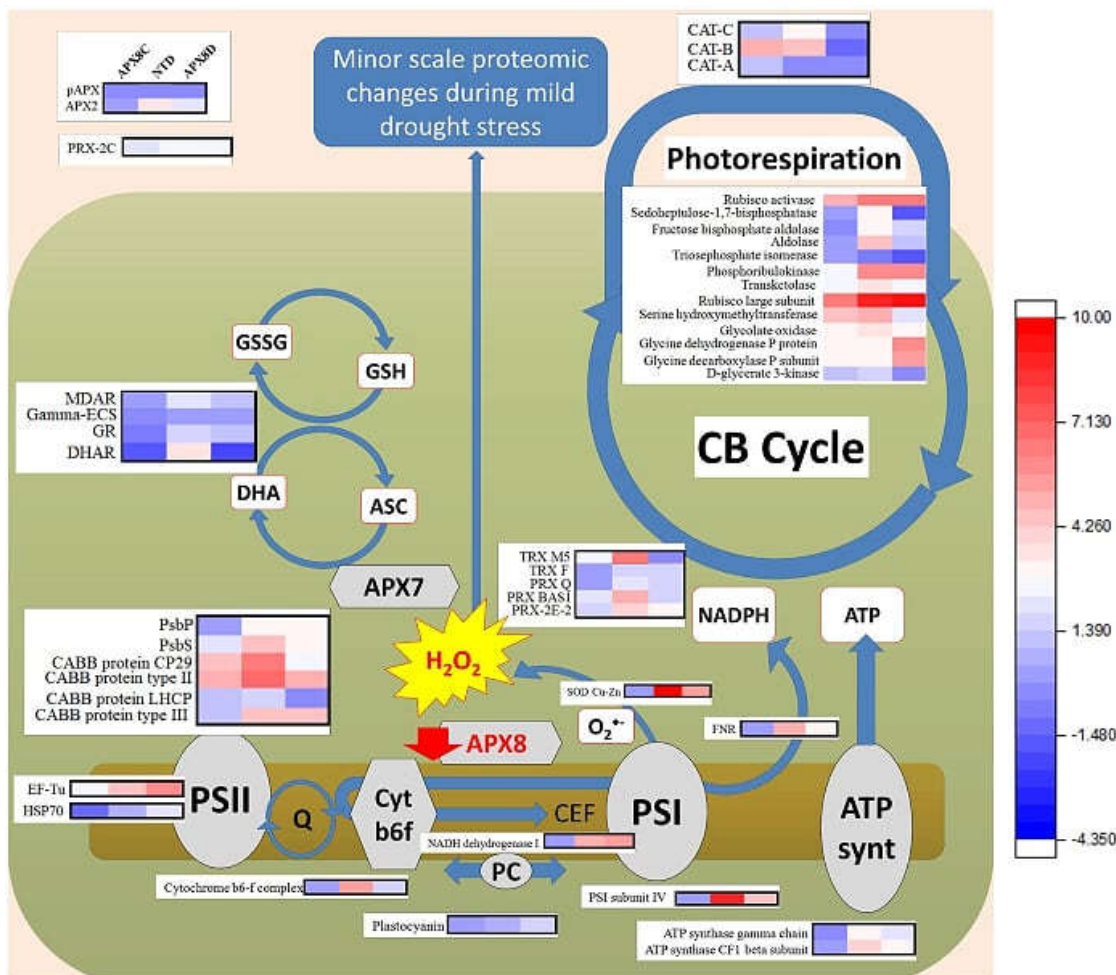 APX8C NTD APX8D
pAPX
APX2
PRX-2C
Minor scale proteomic
changes during mild
drought stress
CAT-C
CAT-B
CAT-A
Photorespiration
Rubisco activase
Sedoheptulose-1,7-bisphosphatase
Fructose bisphosphate aldolase
Aldolase
Triosephosphate isomerase
Phosphoribulokinase
Transketolase
Rubisco large subunit
Serine hydroxymethyltransferase
Glycolate oxidase
Glycine dehydrogenase P protein
Glycine decarboxylase P subunit
D-glycerate 3-kinase
CB Cycle
10.00
7.130
4.260
1.390
-1.480
-4.350
GSSG
GSH
MDAR
Gamma-ECS
GR
DHAR
DHA
ASC
APX7
TRX M5
TRX F
PRX Q
PRX BAS1
PRX-2E-2
NADPH
ATP
PsbP
PsbS
CABB protein CP29
CABB protein type II
CABB protein LHCP
CABB protein type III
H₂O₂
SOD Cu-Zn
O₂•-
FNR
APX8
EF-Tu
HSP70
PSII
Q
Cyt
b6f
CEF
PSI
ATP
synt
NADH dehydrogenase I
PC
Cytochrome b6-f complex
Plastocyanin
PSI subunit IV
ATP synthase gamma chain
ATP synthase CF1 beta subunit